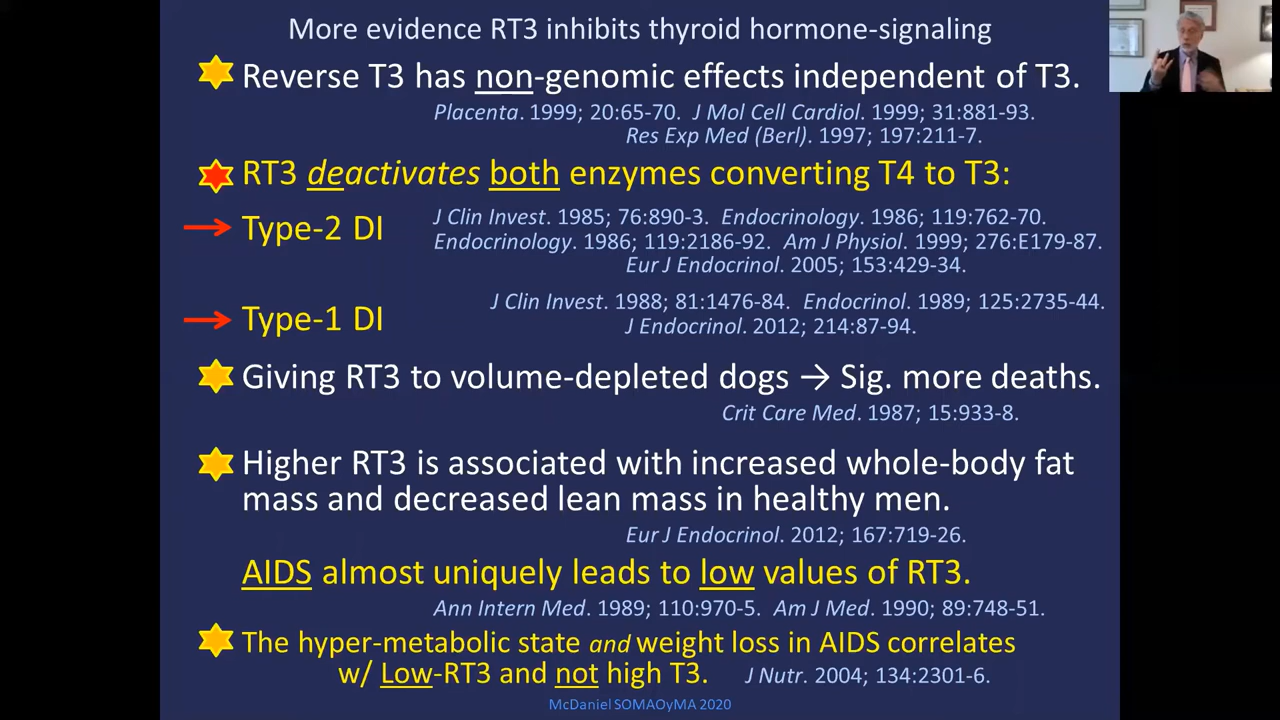 More evidence RT3 inhibits thyroid hormone-signaling
Reverse T3 has non-genomic effects independent of T3.
Placenta. 1999; 20:65-70. J Mol Cell Cardiol. 1999; 31:881-93.
Res Exp Med (Berl). 1997; 197:211-7.
RT3 deactivates both enzymes converting T4 to T3:
Type-2 DI
J Clin Invest. 1985; 76:890-3. Endocrinology. 1986; 119:762-70.
Endocrinology. 1986; 119:2186-92. Am J Physiol. 1999; 276:E179-87.
Eur J Endocrinol. 2005; 153:429-34.
Type-1 DI
J Clin Invest. 1988; 81:1476-84. Endocrinol. 1989; 125:2735-44.
J Endocrinol. 2012; 214:87-94.
Giving RT3 to volume-depleted dogs → Sig. more deaths.
Crit Care Med. 1987; 15:933-8.
Higher RT3 is associated with increased whole-body fat
mass and decreased lean mass in healthy men.
Eur J Endocrinol. 2012; 167:719-26.
AIDS almost uniquely leads to low values of RT3.
Ann Intern Med. 1989; 110:970-5. Am J Med. 1990; 89:748-51.
The hyper-metabolic state and weight loss in AIDS correlates
w/ Low-RT3 and not high T3. J Nutr. 2004; 134:2301-6.
McDaniel SOMAOyMA 2020